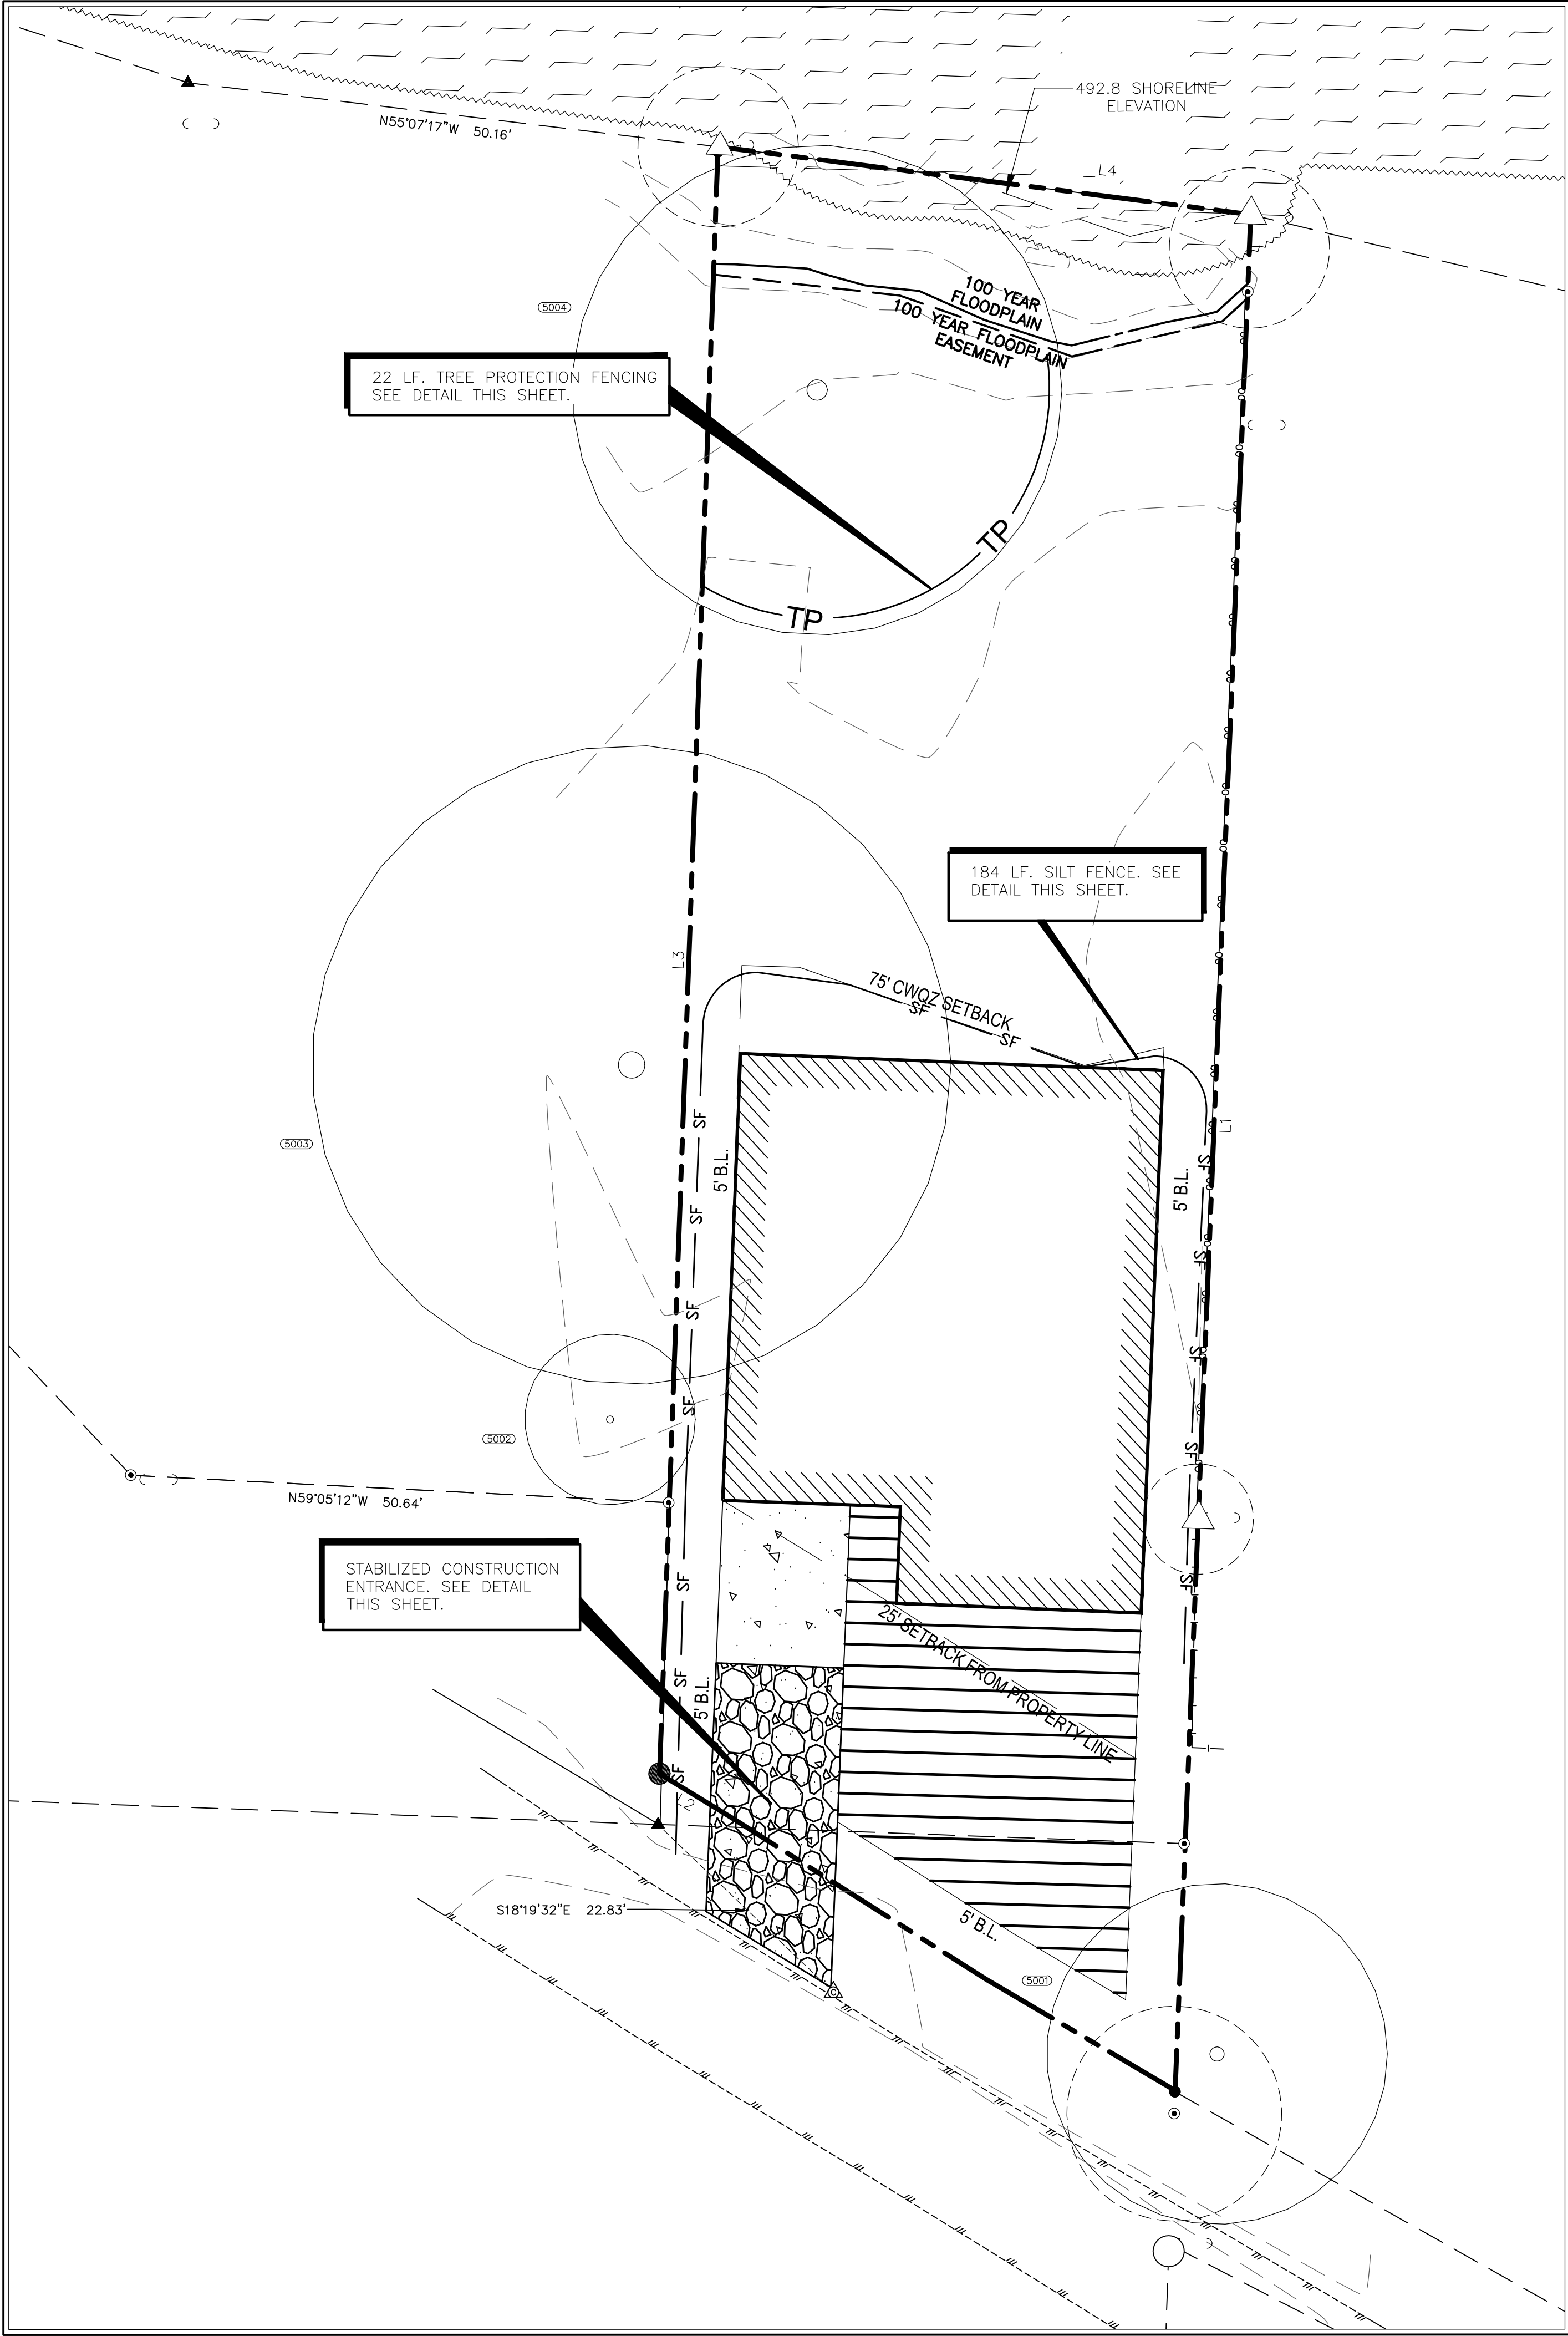 492.8 SHORELINE
ELEVATION
N55°07'17"W 50.16'
L4
100 YEAR
FLOODPLAIN
100 YEAR FLOODPLAIN
EASEMENT
5004
22 LF. TREE PROTECTION FENCING
SEE DETAIL THIS SHEET.
TP
TP
184 LF. SILT FENCE. SEE
DETAIL THIS SHEET.
L3
75' CWQZ SETBACK
SF
SF
L1
5003
SF
5' B.L.
5' B.L.
SF
SF
SF
SF
SF
SF
5002
SF
SF
N59°05'12"W 50.64'
STABILIZED CONSTRUCTION
ENTRANCE. SEE DETAIL
THIS SHEET.
SF
SF
25' SETBACK FROM PROPERTY LINE
SF
5' B.L.
SF
L2
S18°19'32"E 22.83'
5' B.L.
5001
C